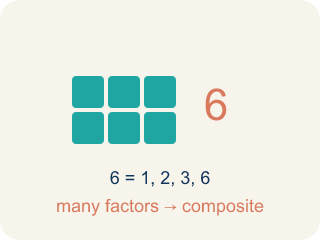 6
6 = 1, 2, 3, 6
many factors → composite